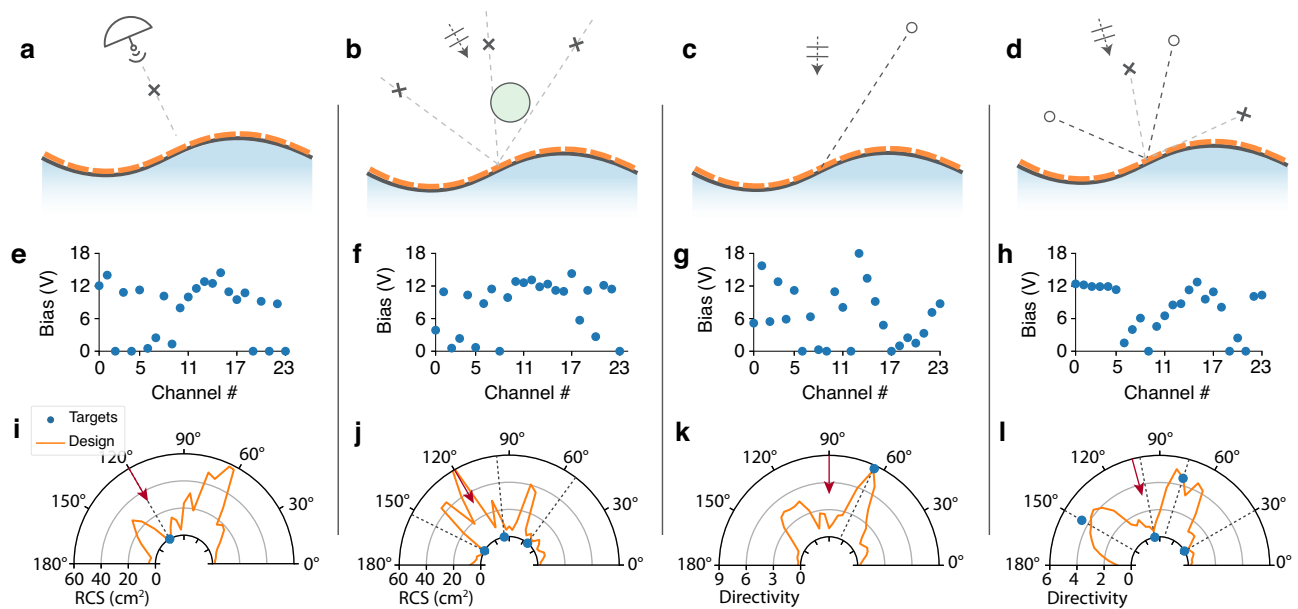 a b c d
e f g h
18 18 18 18
12 12 12 12
6 6 6 6
0 0 0 0
Bias (V) Bias (V) Bias (V) Bias (V)
0 5 11 17 23 0 5 11 17 23 0 5 11 17 23 0 5 11 17 23
Channel # Channel # Channel # Channel #
Targets
Design
i j k l
90° 90° 90° 90°
120° 60° 120° 60° 120° 60° 120° 60°
150° 30° 150° 30° 150° 30° 150° 30°
180° 0° 180° 0° 180° 0° 180° 0°
60 40 20 0 60 40 20 0 9 6 3 0 6 4 2 0
RCS (cm²) RCS (cm²) Directivity Directivity